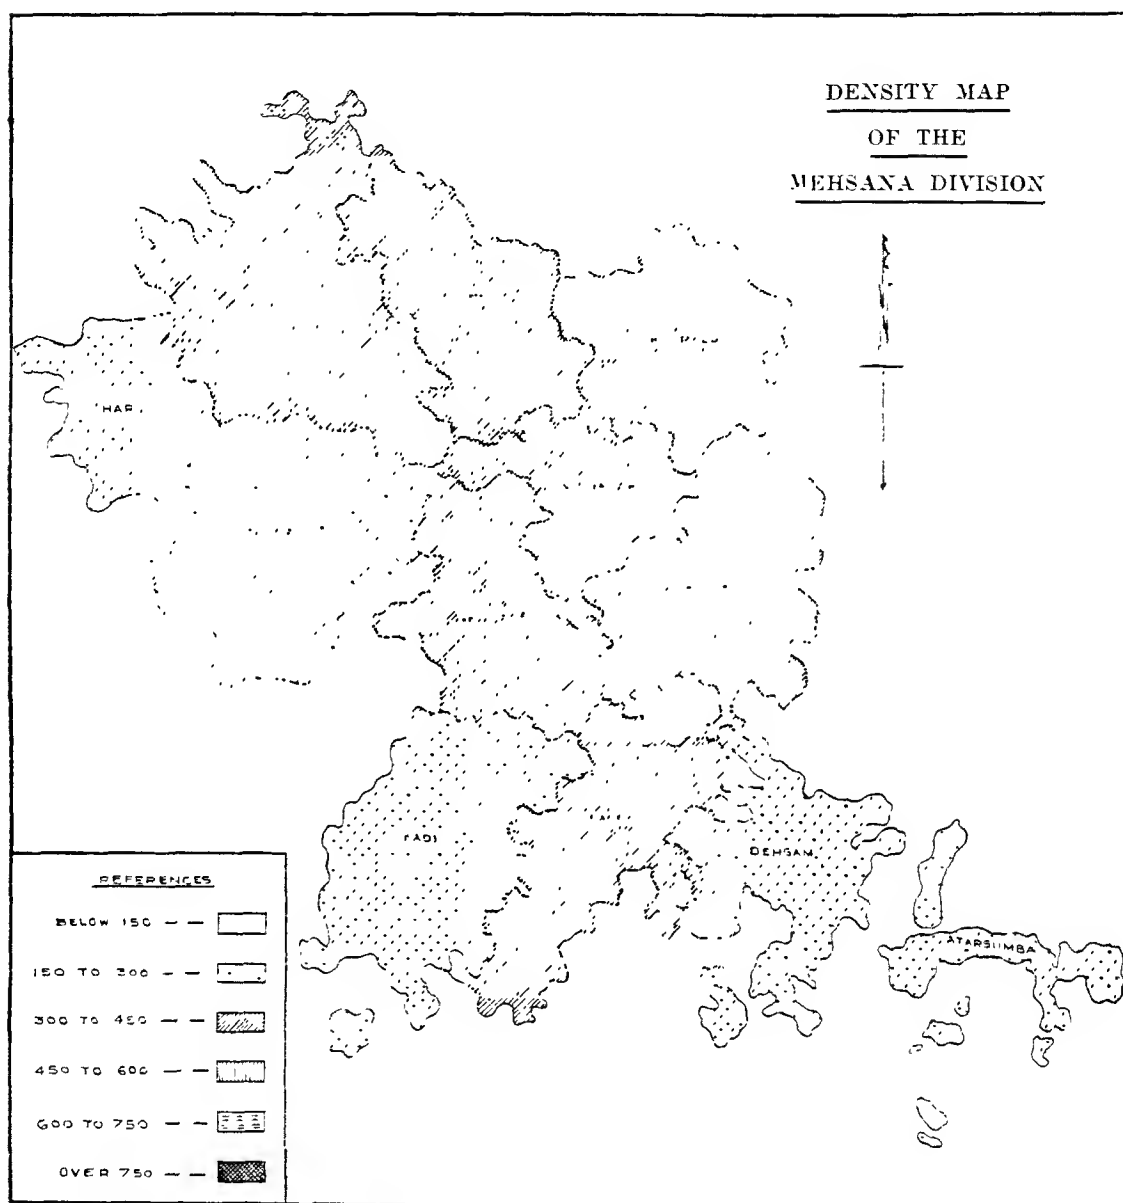 DENSITY MAP
OF THE
MEHSANA DIVISION
HAR
DEHGAM
ATARSUMBA
REFERENCES
BELOW 150
150 TO 300
300 TO 450
450 TO 600
600 TO 750
OVER 750